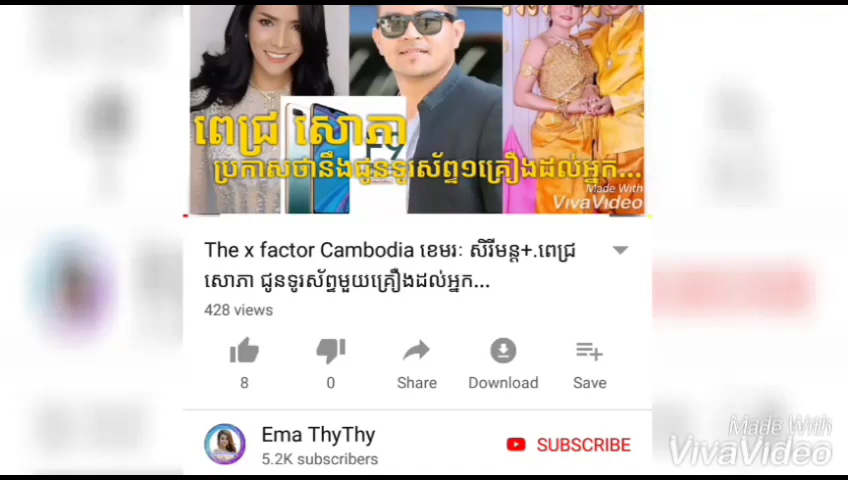 ពេជ្រ សោភា
F9
ប្រកាសថានឹងជូនទូរស័ព្ទ១គ្រឿងដល់អ្នក...
Made With
VivaVideo
The x factor Cambodia ខេមរៈ សិរីមន្ត+.ពេជ្រ
សោភា ជូនទូរស័ព្ទមួយគ្រឿងដល់អ្នក...
428 views
8
0
Share
Download
Save
Ema ThyThy
5.2K subscribers
SUBSCRIBE
Made With
VivaVideo